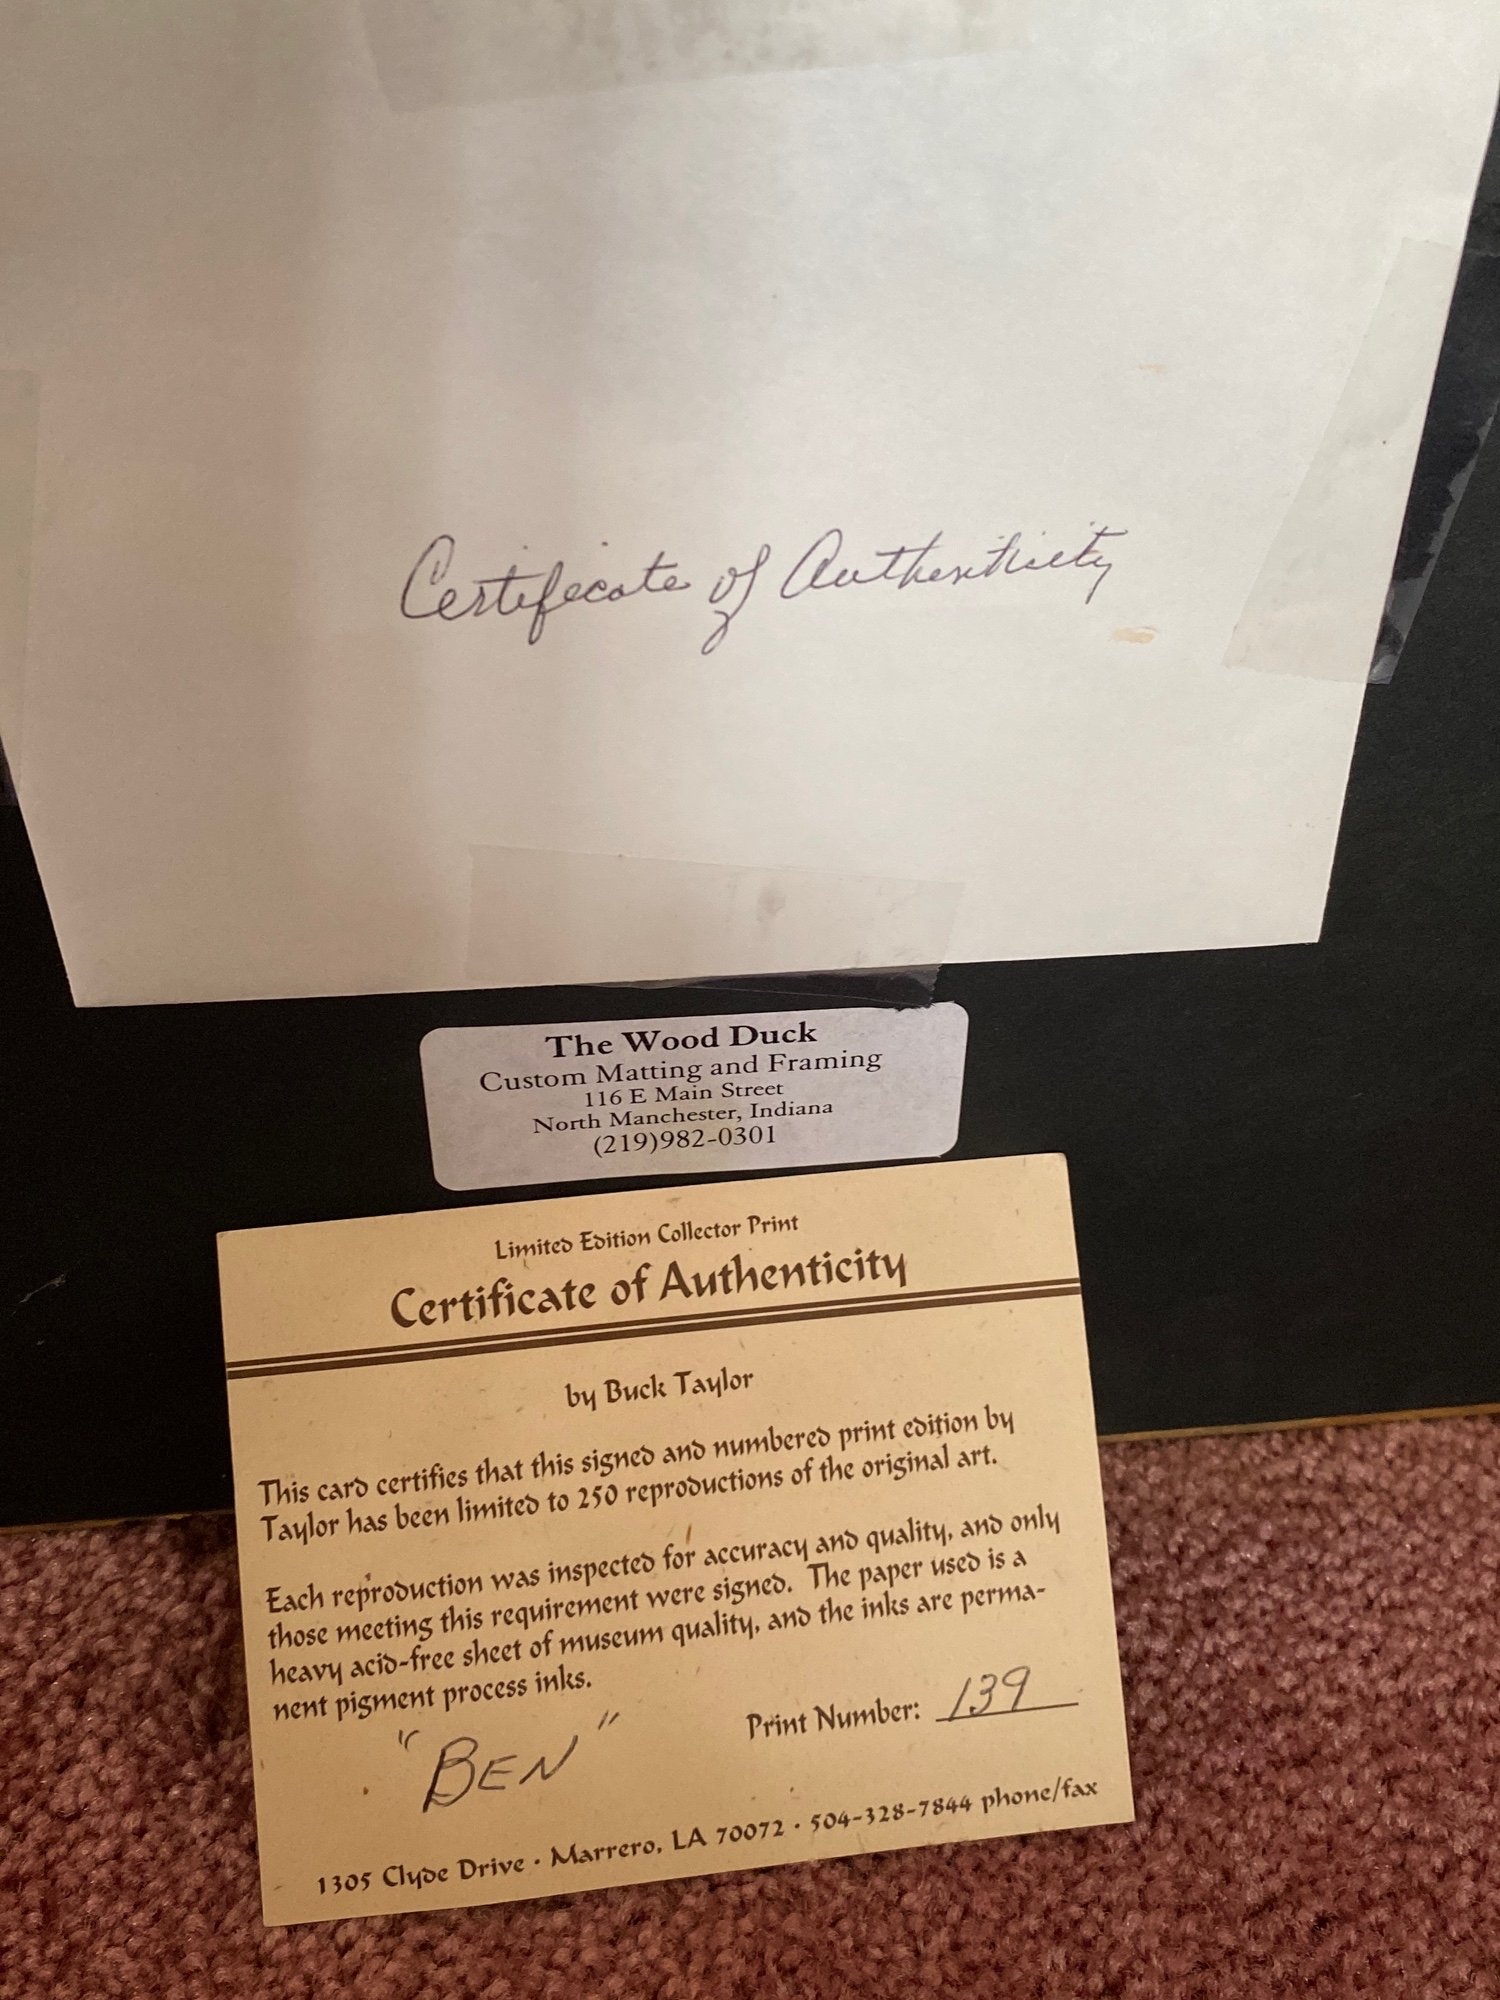 Certificate of Authenticity
The Wood Duck
Custom Matting and Framing
116 E Main Street
North Manchester, Indiana
(219)982-0301
Limited Edition Collector Print
Certificate of Authenticity
by Buck Taylor
This card certifies that this signed and numbered print edition by
Taylor has been limited to 250 reproductions of the original art.
Each reproduction was inspected for accuracy and quality, and only
those meeting this requirement were signed. The paper used is a
heavy acid-free sheet of museum quality, and the inks are perma-
nent pigment process inks.
Print Number: 139
"BEN"
1305 Clyde Drive · Marrero, LA 70072 · 504-328-7844 phone/fax